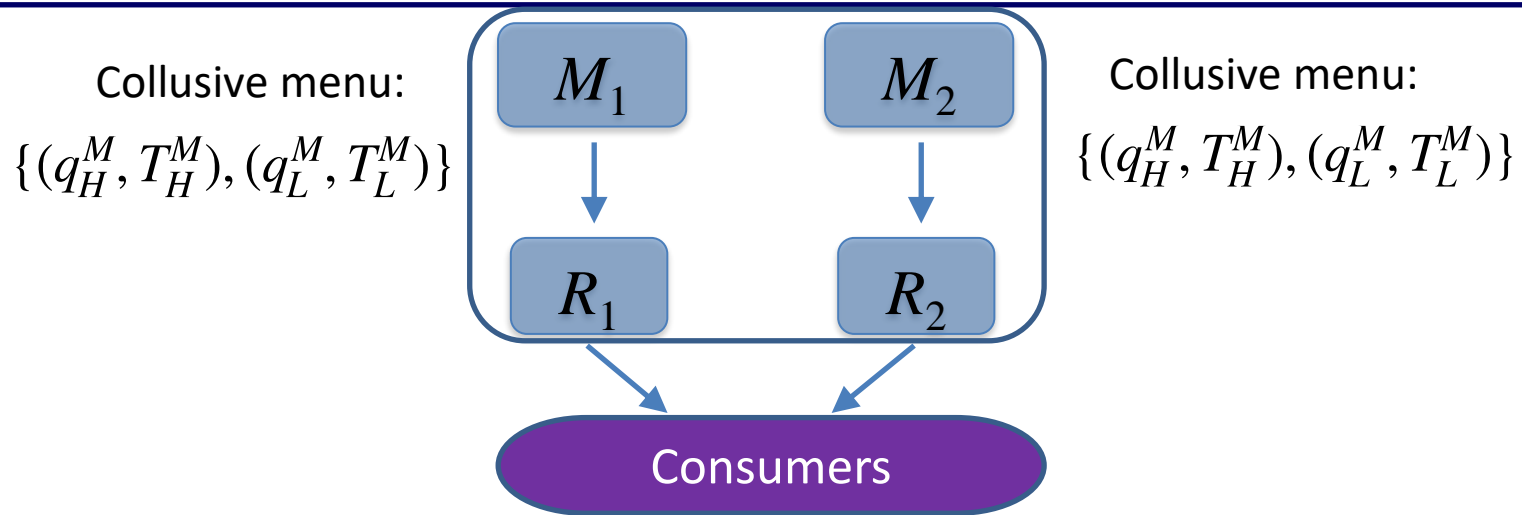 Collusive menu:
{(q_H^M, T_H^M), (q_L^M, T_L^M)}
M_1
M_2
Collusive menu:
{(q_H^M, T_H^M), (q_L^M, T_L^M)}
R_1
R_2
Consumers